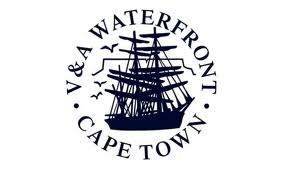 · V&A WATERFRONT ·
CAPE TOWN